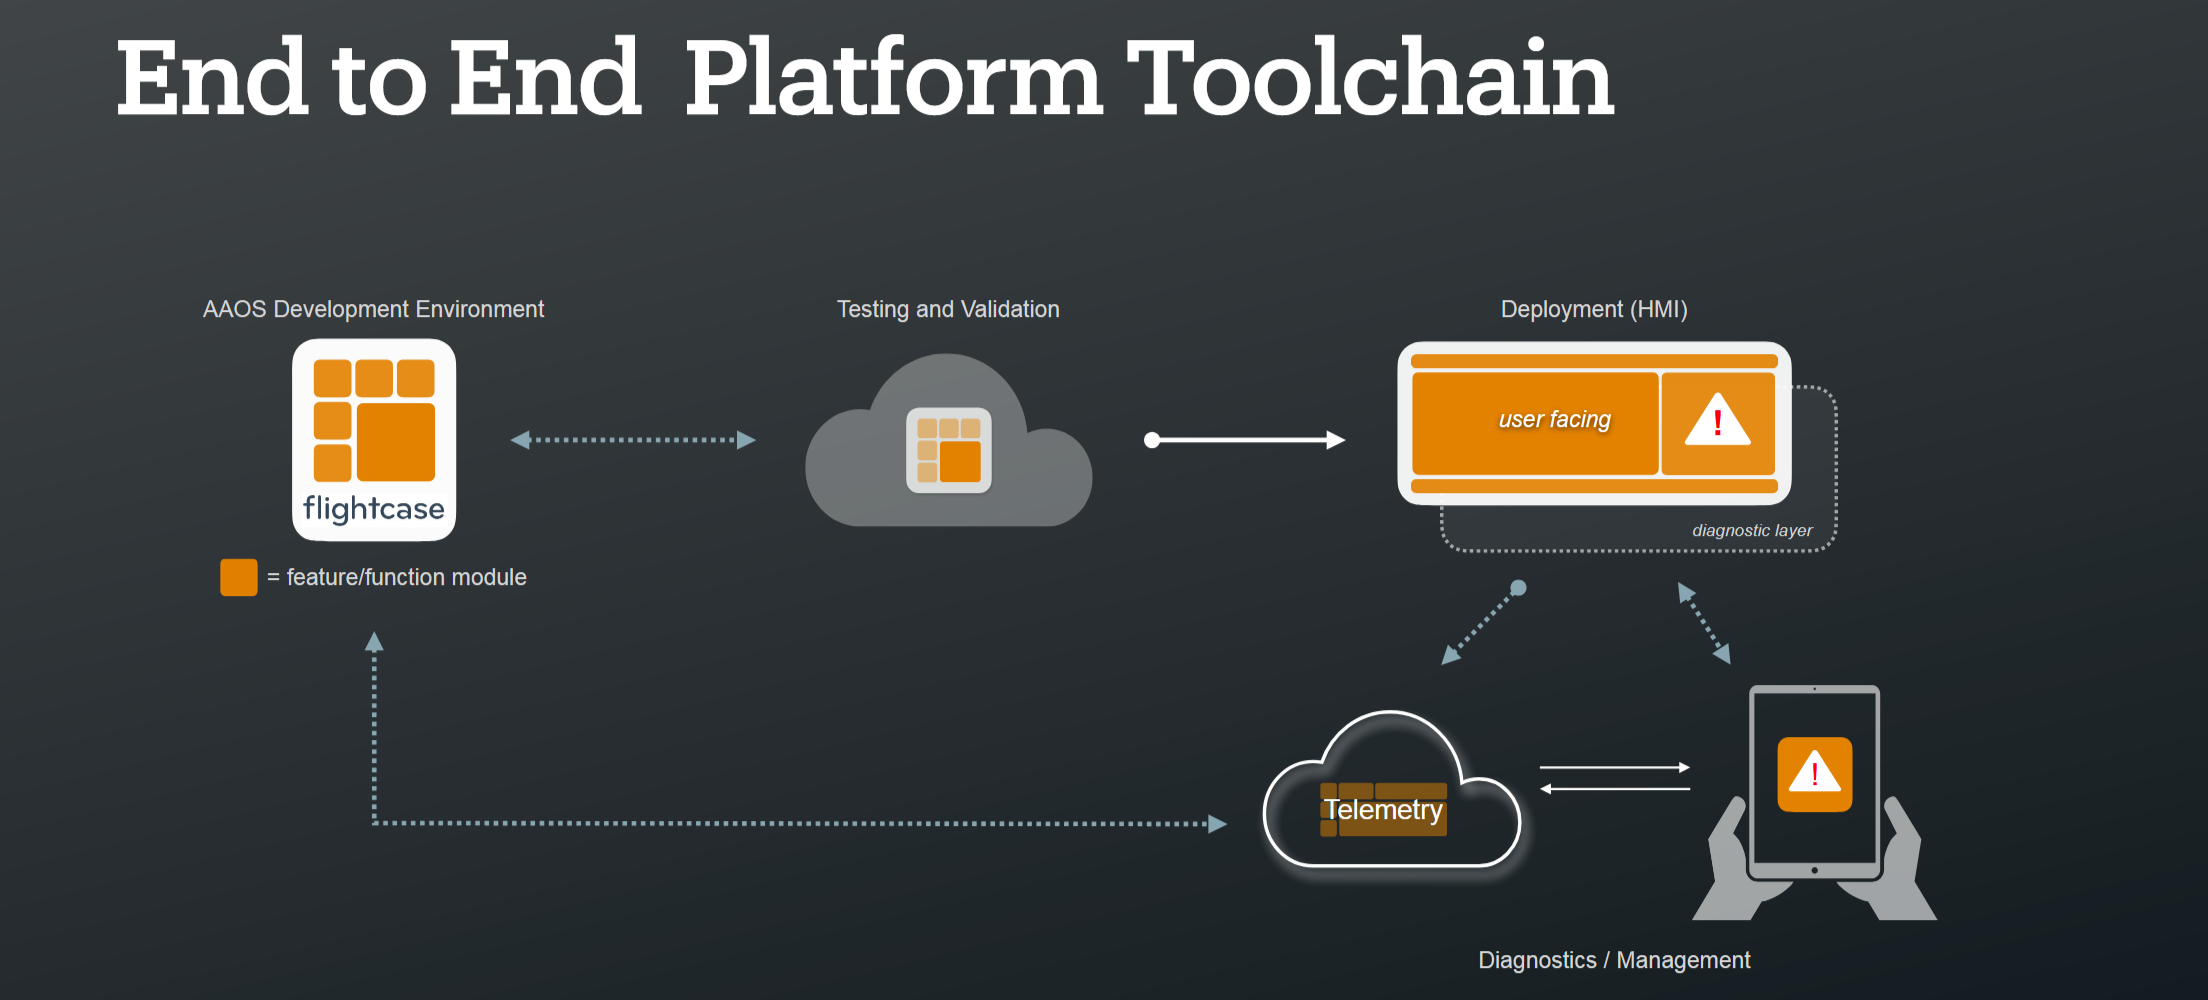 End to End  Platform Toolchain
AAOS Development Environment
Testing and Validation
Deployment (HMI)
flightcase
= feature/function module
user facing
!
diagnostic layer
Telemetry
!
Diagnostics / Management